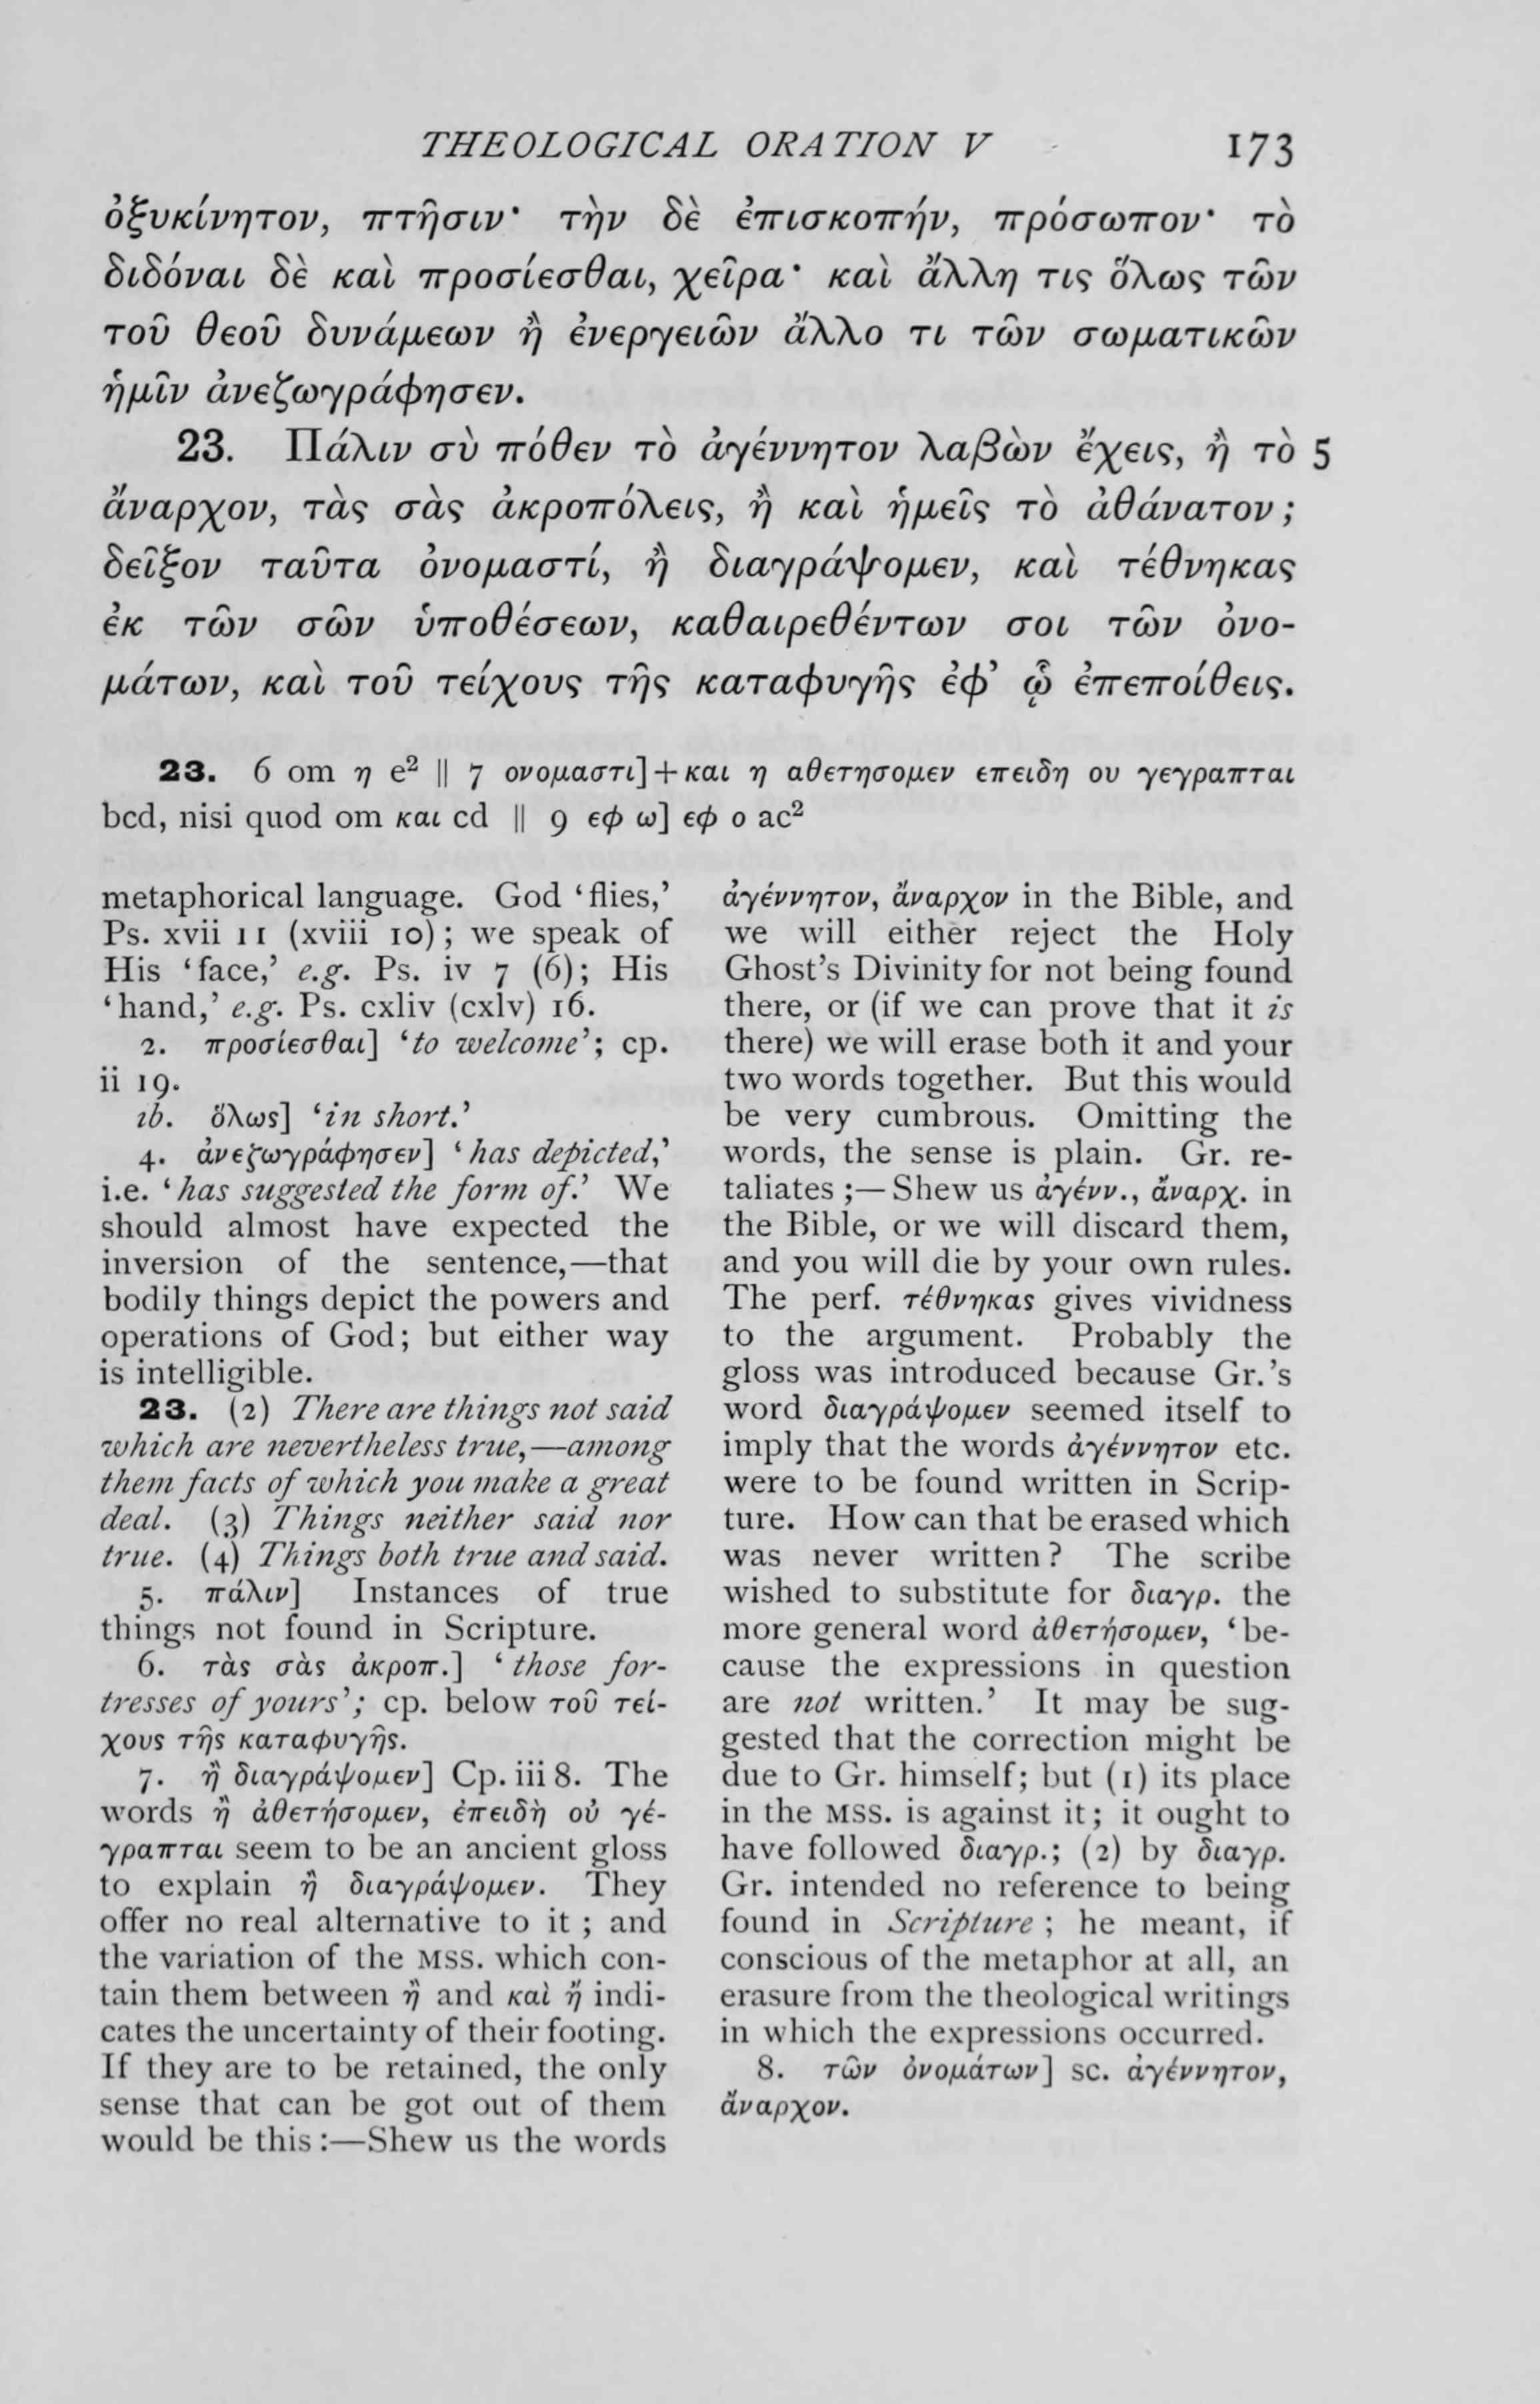 THEOLOGICAL ORATION V 173
ὀξυκίνητον, πτῆσιν· τὴν δὲ ἐπισκοπήν, πρόσωπον· τὸ
διδόναι δὲ καὶ προσίεσθαι, χεῖρα· καὶ ἄλλη τις ὅλως τῶν
τοῦ θεοῦ δυνάμεων ἢ ἐνεργειῶν ἄλλο τι τῶν σωματικῶν
ἡμῖν ἀνεζωγράφησεν.
23. Πάλιν σὺ πόθεν τὸ ἀγέννητον λαβὼν ἔχεις, ἢ τὸ 5
ἄναρχον, τὰς σὰς ἀκροπόλεις, ἢ καὶ ἡμεῖς τὸ ἀθάνατον;
δεῖξον ταῦτα ὀνομαστί, ἢ διαγράψομεν, καὶ τέθνηκας
ἐκ τῶν σῶν ὑποθέσεων, καθαιρεθέντων σοι τῶν ὀνο-
μάτων, καὶ τοῦ τείχους τῆς καταφυγῆς ἐφ’ ᾧ ἐπεποίθεις.
23. 6 om η e² || 7 ονομαστι] + και η αθετησομεν επειδη ου γεγραπται
bcd, nisi quod om και cd || 9 εφ ω] εφ ο ac²
metaphorical language. God ‘flies,’
Ps. xvii 11 (xviii 10); we speak of
His ‘face,’ e.g. Ps. iv 7 (6); His
‘hand,’ e.g. Ps. cxliv (cxlv) 16.
2. προσίεσθαι] ‘to welcome’; cp.
ii 19.
ib. ὅλως] ‘in short.’
4. ἀνεζωγράφησεν] ‘has depicted,’
i.e. ‘has suggested the form of.’ We
should almost have expected the
inversion of the sentence,—that
bodily things depict the powers and
operations of God; but either way
is intelligible.
23. (2) There are things not said
which are nevertheless true,—among
them facts of which you make a great
deal. (3) Things neither said nor
true. (4) Things both true and said.
5. πάλιν] Instances of true
things not found in Scripture.
6. τὰς σὰς ἀκροπ.] ‘those for-
tresses of yours’; cp. below τοῦ τεί-
χους τῆς καταφυγῆς.
7. ἢ διαγράψομεν] Cp. iii 8. The
words ἢ ἀθετήσομεν, ἐπειδὴ οὐ γέ-
γραπται seem to be an ancient gloss
to explain ἢ διαγράψομεν. They
offer no real alternative to it; and
the variation of the MSS. which con-
tain them between ἢ and καὶ ἢ indi-
cates the uncertainty of their footing.
If they are to be retained, the only
sense that can be got out of them
would be this:—Shew us the words
ἀγέννητον, ἄναρχον in the Bible, and
we will either reject the Holy
Ghost’s Divinity for not being found
there, or (if we can prove that it is
there) we will erase both it and your
two words together. But this would
be very cumbrous. Omitting the
words, the sense is plain. Gr. re-
taliates;—Shew us ἀγένν., ἄναρχ. in
the Bible, or we will discard them,
and you will die by your own rules.
The perf. τέθνηκας gives vividness
to the argument. Probably the
gloss was introduced because Gr.’s
word διαγράψομεν seemed itself to
imply that the words ἀγέννητον etc.
were to be found written in Scrip-
ture. How can that be erased which
was never written? The scribe
wished to substitute for διαγρ. the
more general word ἀθετήσομεν, ‘be-
cause the expressions in question
are not written.’ It may be sug-
gested that the correction might be
due to Gr. himself; but (1) its place
in the MSS. is against it; it ought to
have followed διαγρ.; (2) by διαγρ.
Gr. intended no reference to being
found in Scripture; he meant, if
conscious of the metaphor at all, an
erasure from the theological writings
in which the expressions occurred.
8. τῶν ὀνομάτων] sc. ἀγέννητον,
ἄναρχον.